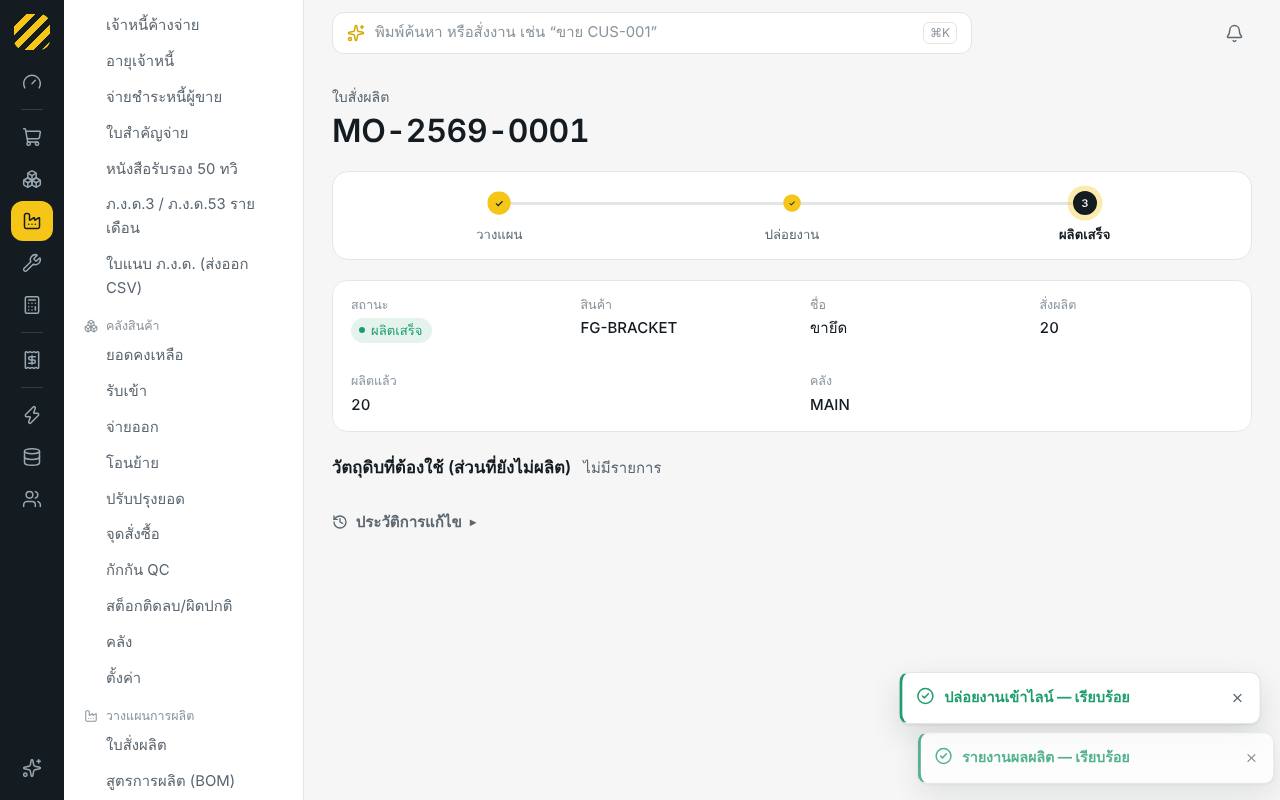 เจ้าหนี้ค้างจ่าย
อายุเจ้าหนี้
จ่ายชำระหนี้ผู้ขาย
ใบสำคัญจ่าย
หนังสือรับรอง 50 ทวิ
ภ.ง.ด.3 / ภ.ง.ด.53 ราย
เดือน
ใบแนบ ภ.ง.ด. (ส่งออก
CSV)
คลังสินค้า
ยอดคงเหลือ
รับเข้า
จ่ายออก
โอนย้าย
ปรับปรุงยอด
จุดสั่งซื้อ
กักกัน QC
สต็อกติดลบ/ผิดปกติ
คลัง
ตั้งค่า
วางแผนการผลิต
ใบสั่งผลิต
สูตรการผลิต (BOM)
พิมพ์ค้นหา หรือสั่งงาน เช่น “ขาย CUS-001”
⌘K
ใบสั่งผลิต
MO-2569-0001
วางแผน
ปล่อยงาน
3
ผลิตเสร็จ
สถานะ
ผลิตเสร็จ
สินค้า
FG-BRACKET
ชื่อ
ขายึด
สั่งผลิต
20
ผลิตแล้ว
20
คลัง
MAIN
วัตถุดิบที่ต้องใช้ (ส่วนที่ยังไม่ผลิต) ไม่มีรายการ
ประวัติการแก้ไข ▸
ปล่อยงานเข้าไลน์ — เรียบร้อย
รายงานผลผลิต — เรียบร้อย